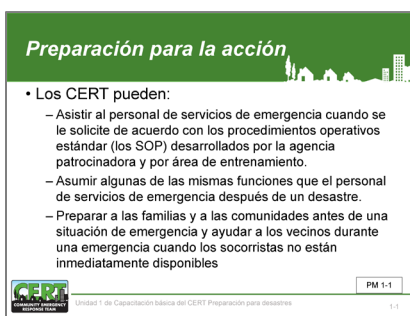 Preparación para la acción
• Los CERT pueden:
– Asistir al personal de servicios de emergencia cuando se
le solicite de acuerdo con los procedimientos operativos
estándar (los SOP) desarrollados por la agencia
patrocinadora y por área de entrenamiento.
– Asumir algunas de las mismas funciones que el personal
de servicios de emergencia después de un desastre.
– Preparar a las familias y a las comunidades antes de una
situación de emergencia y ayudar a los vecinos durante
una emergencia cuando los socorristas no están
inmediatamente disponibles
PM 1-1
CERT
COMMUNITY EMERGENCY
RESPONSE TEAM
Unidad 1 de Capacitación básica del CERT Preparación para desastres
1-1